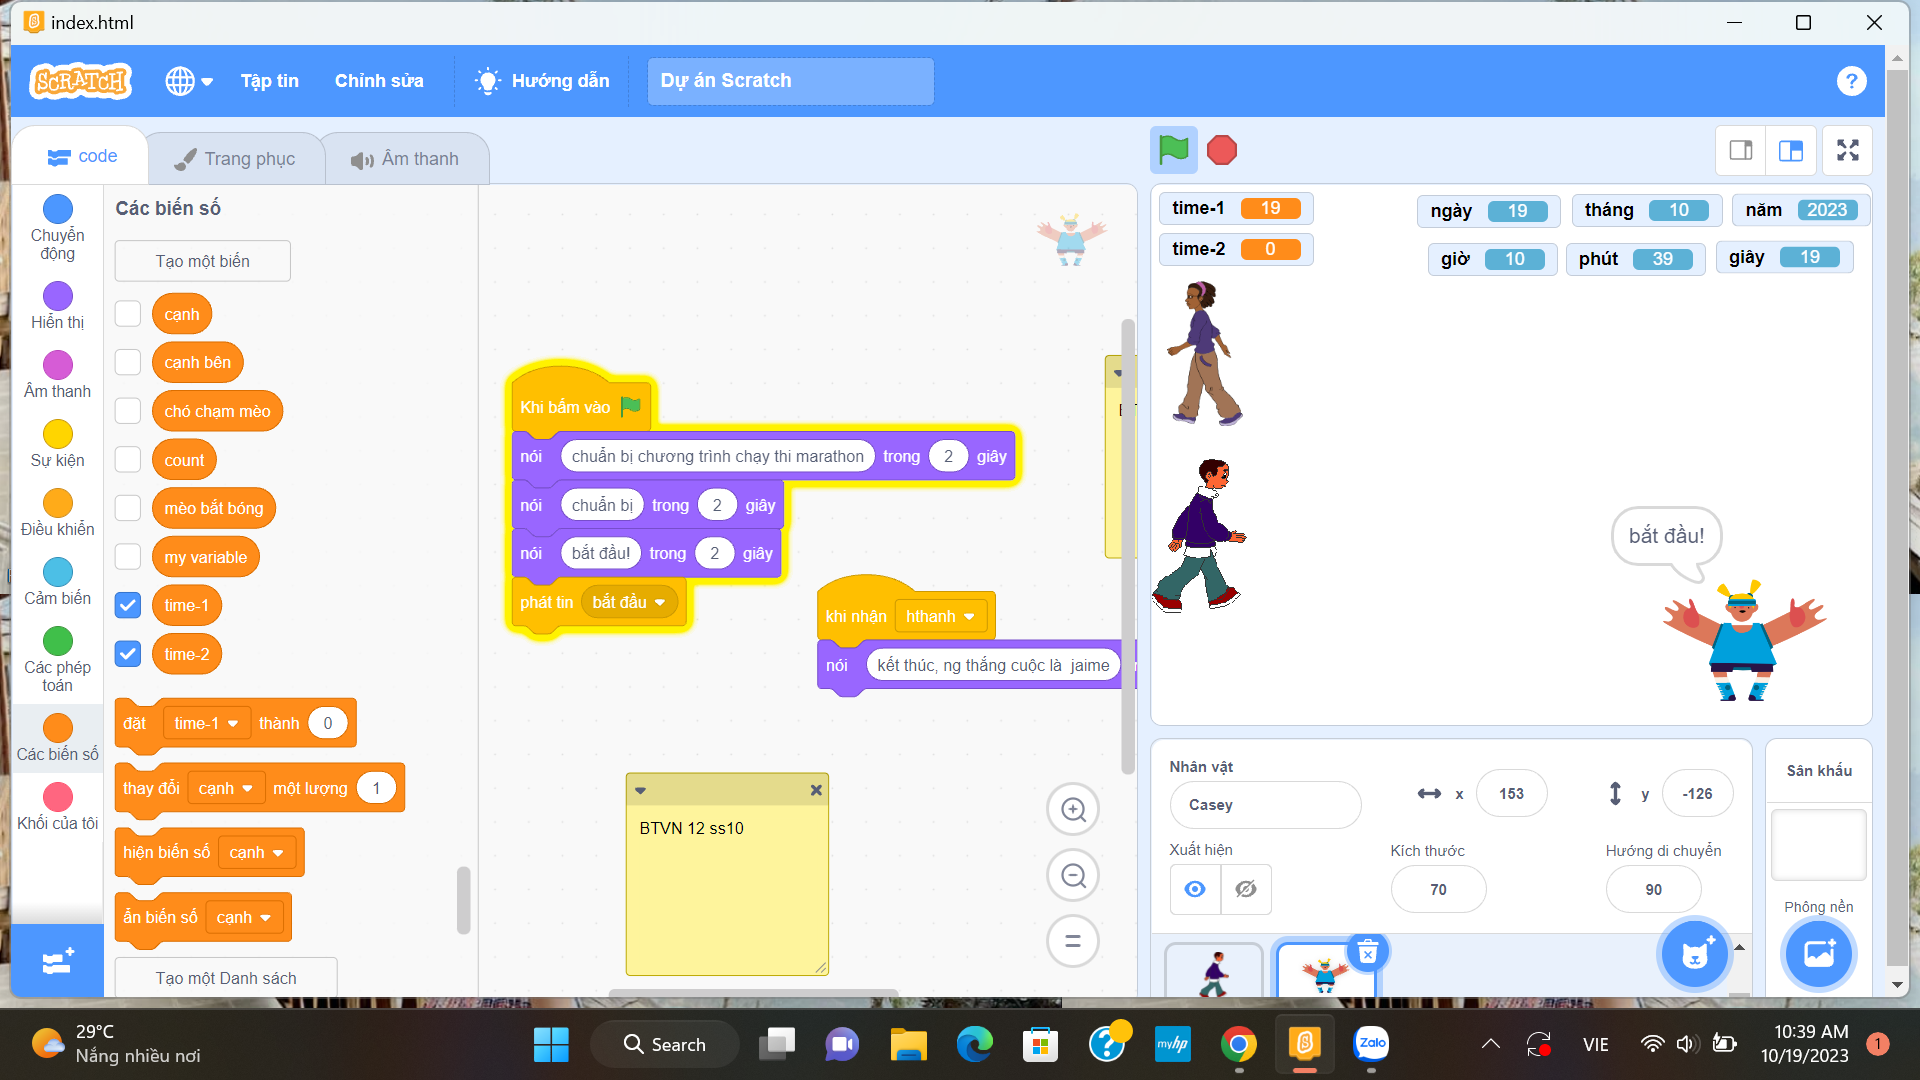 index.html
SCRATCH
Tập tin
Chỉnh sửa
Hướng dẫn
Dự án Scratch
?
code
Trang phục
Âm thanh
Chuyển động
Hiển thị
Âm thanh
Sự kiện
Điều khiển
Cảm biến
Các phép toán
Các biến số
Khối của tôi
Các biến số
Tạo một biến
cạnh
cạnh bên
chó chạm mèo
count
mèo bắt bóng
my variable
time-1
time-2
đặt time-1 thành 0
thay đổi cạnh một lượng 1
hiện biến số cạnh
ẩn biến số cạnh
Tạo một Danh sách
Khi bấm vào
nói chuẩn bị chương trình chạy thi marathon trong 2 giây
nói chuẩn bị trong 2 giây
nói bắt đầu! trong 2 giây
phát tin bắt đầu
khi nhận hthanh
nói kết thúc, ng thắng cuộc là jaime
BTVN 12 ss10
time-1 19
time-2 0
ngày 19
tháng 10
năm 2023
giờ 10
phút 39
giây 19
bắt đầu!
Nhân vật
Casey
x 153
y -126
Xuất hiện
Kích thước
70
Hướng di chuyển
90
Sân khấu
Phông nền
29°C
Nắng nhiều nơi
Search
myhp
Zalo
VIE
10:39 AM
10/19/2023
1